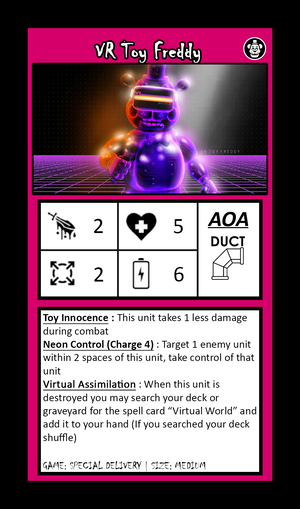 VR Toy Freddy
2
5
AOA
DUCT
2
6
Toy Innocence : This unit takes 1 less damage
during combat
Neon Control (Charge 4) : Target 1 enemy unit
within 2 spaces of this unit, take control of that
unit
Virtual Assimilation : When this unit is
destroyed you may search your deck or
graveyard for the spell card “Virtual World” and
add it to your hand (If you searched your deck
shuffle)
GAME: SPECIAL DELIVERY | SIZE: MEDIUM